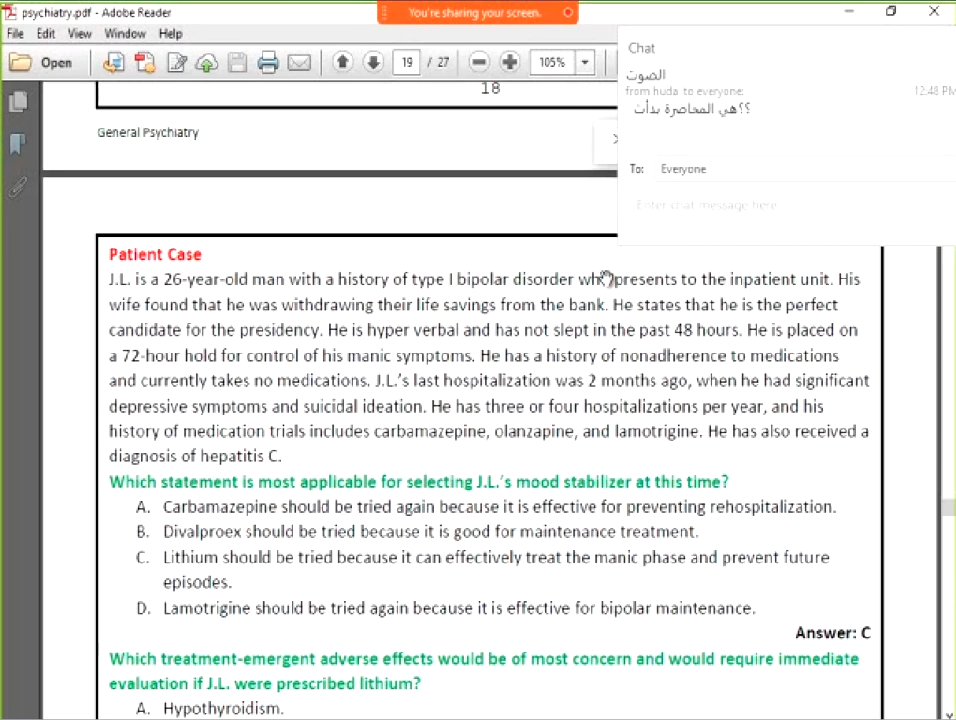 psychiatry.pdf - Adobe Reader
You're sharing your screen.
File Edit View Window Help
Open
19 / 27
105%
Chat
الصوت
from huda to everyone:
12:48 PM
؟؟هي المحاصرة بدأت
To: Everyone
Enter chat message here
18
General Psychiatry
Patient Case
J.L. is a 26-year-old man with a history of type I bipolar disorder who presents to the inpatient unit. His
wife found that he was withdrawing their life savings from the bank. He states that he is the perfect
candidate for the presidency. He is hyper verbal and has not slept in the past 48 hours. He is placed on
a 72-hour hold for control of his manic symptoms. He has a history of nonadherence to medications
and currently takes no medications. J.L.'s last hospitalization was 2 months ago, when he had significant
depressive symptoms and suicidal ideation. He has three or four hospitalizations per year, and his
history of medication trials includes carbamazepine, olanzapine, and lamotrigine. He has also received a
diagnosis of hepatitis C.
Which statement is most applicable for selecting J.L.'s mood stabilizer at this time?
A. Carbamazepine should be tried again because it is effective for preventing rehospitalization.
B. Divalproex should be tried because it is good for maintenance treatment.
C. Lithium should be tried because it can effectively treat the manic phase and prevent future
episodes.
D. Lamotrigine should be tried again because it is effective for bipolar maintenance.
Answer: C
Which treatment-emergent adverse effects would be of most concern and would require immediate
evaluation if J.L. were prescribed lithium?
A. Hypothyroidism.